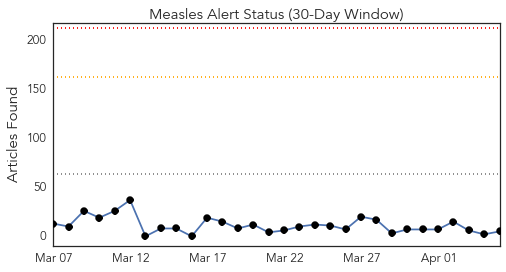 Measles Alert Status (30-Day Window)
Articles Found
200
150
100
50
0
Mar 07 Mar 12 Mar 17 Mar 22 Mar 27 Apr 01